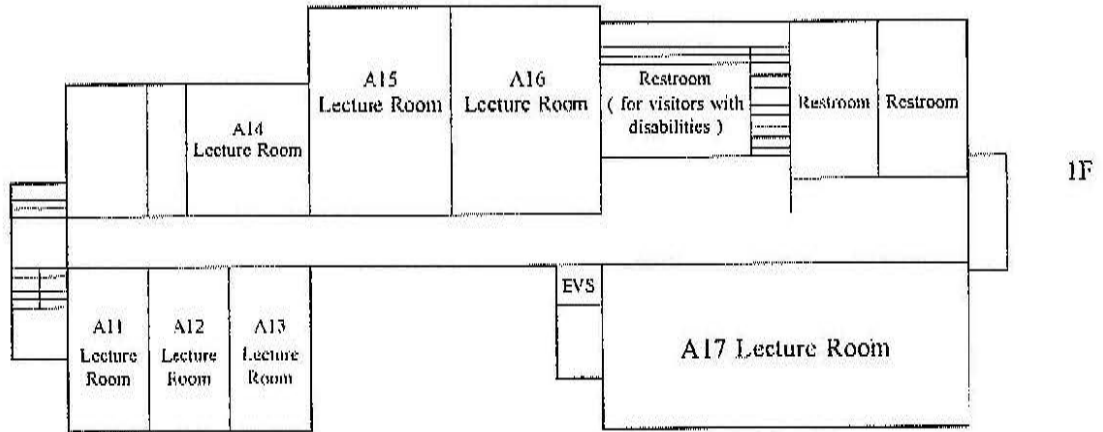 A15
Lecture Room
A16
Lecture Room
Restroom
( for visitors with
disabilities )
Restroom
Restroom
A14
Lecture Room
1F
EVS
A11
Lecture
Room
A12
Lecture
Room
A13
Lecture
Room
A17 Lecture Room